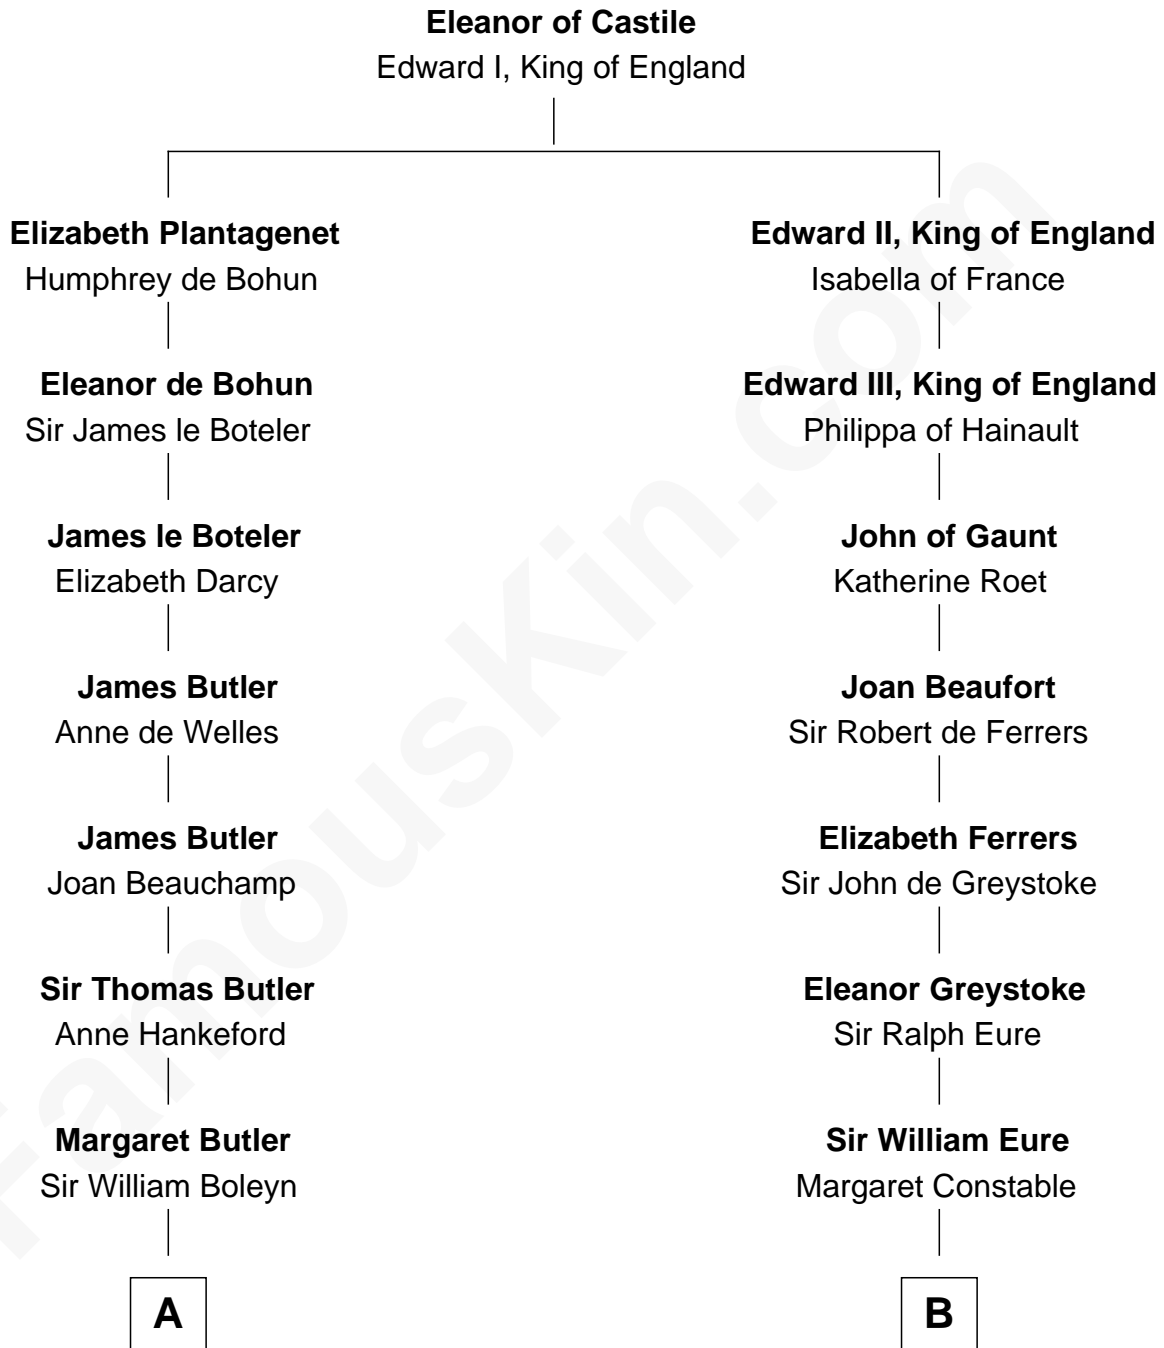 Eleanor of Castile
Edward I, King of England
Elizabeth Plantagenet
Humphrey de Bohun
Edward II, King of England
Isabella of France
Eleanor de Bohun
Sir James le Boteler
Edward III, King of England
Philippa of Hainault
James le Boteler
Elizabeth Darcy
John of Gaunt
Katherine Roet
James Butler
Anne de Welles
Joan Beaufort
Sir Robert de Ferrers
James Butler
Joan Beauchamp
Elizabeth Ferrers
Sir John de Greystoke
Sir Thomas Butler
Anne Hankeford
Eleanor Greystoke
Sir Ralph Eure
Margaret Butler
Sir William Boleyn
Sir William Eure
Margaret Constable
A
B
FamousKin.com